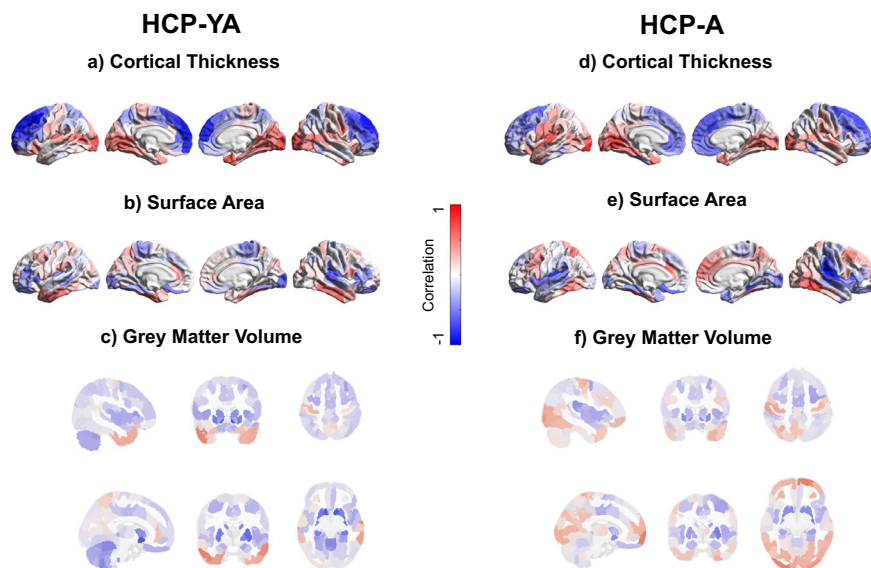 HCP-YA
HCP-A
a) Cortical Thickness
d) Cortical Thickness
b) Surface Area
e) Surface Area
1
Correlation
-1
c) Grey Matter Volume
f) Grey Matter Volume